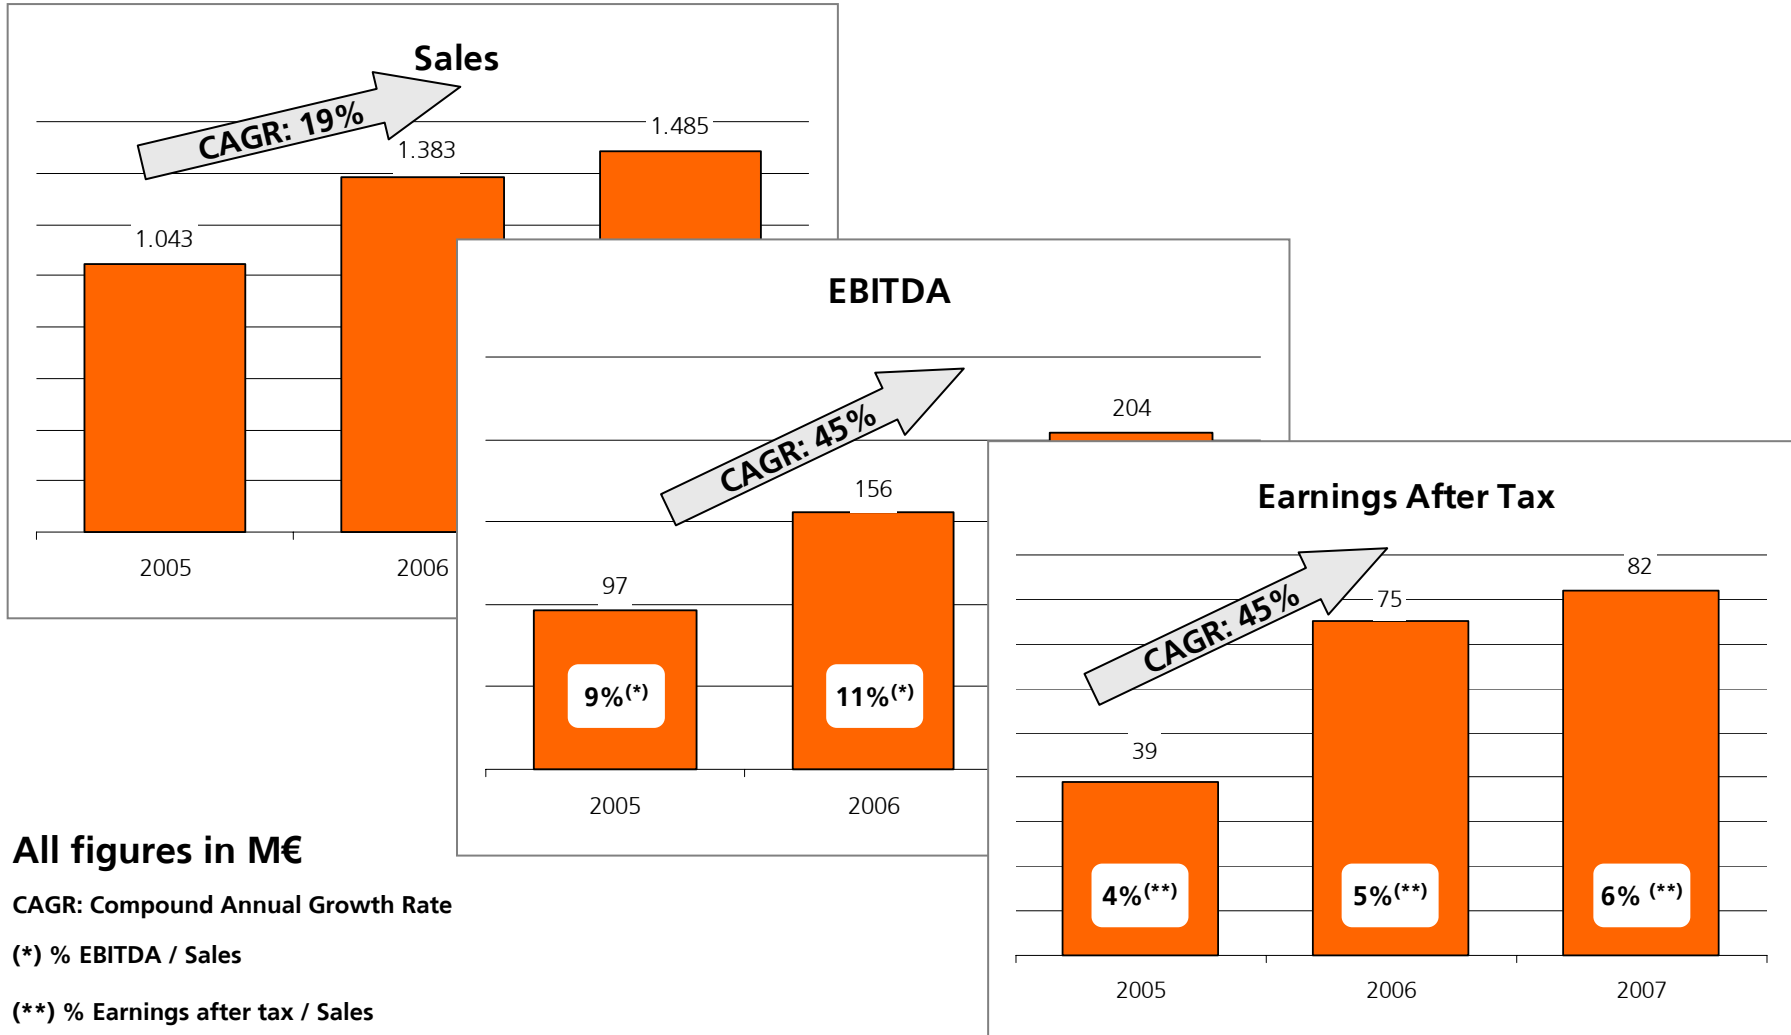 Sales
CAGR: 19%
1.043
1.383
1.485
2005
2006
EBITDA
CAGR: 45%
97
156
204
9%(*)
11%(*)
2005
2006
Earnings After Tax
CAGR: 45%
39
75
82
4%(**)
5%(**)
6% (**)
2005
2006
2007
All figures in M€
CAGR: Compound Annual Growth Rate
(*) % EBITDA / Sales
(**) % Earnings after tax / Sales